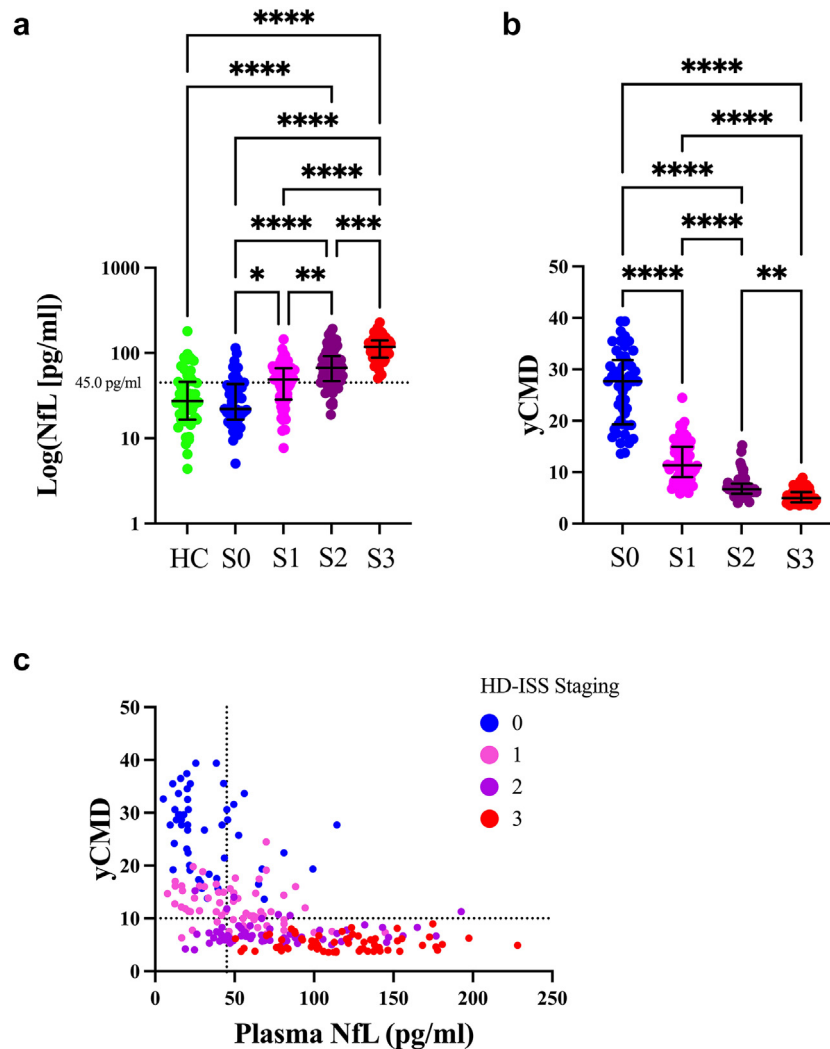 a
****
****
****
****
**** ***
* **
Log(NfL [pg/ml])
1000
100
45.0 pg/ml
10
1
HC S0 S1 S2 S3
b
****
****
****
****
**** **
yCMD
50
40
30
20
10
0
S0 S1 S2 S3
c
HD-ISS Staging
0
1
2
3
yCMD
50
40
30
20
10
0
0 50 100 150 200 250
Plasma NfL (pg/ml)